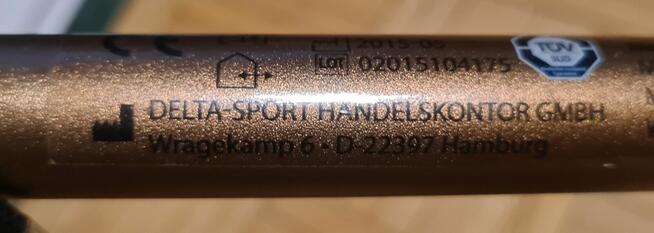 CE
2015-05
LOT 02015104175
TÜV
SÜD
DELTA-SPORT HANDELSKONTOR GMBH
Wragekamp 6 • D-22397 Hamburg